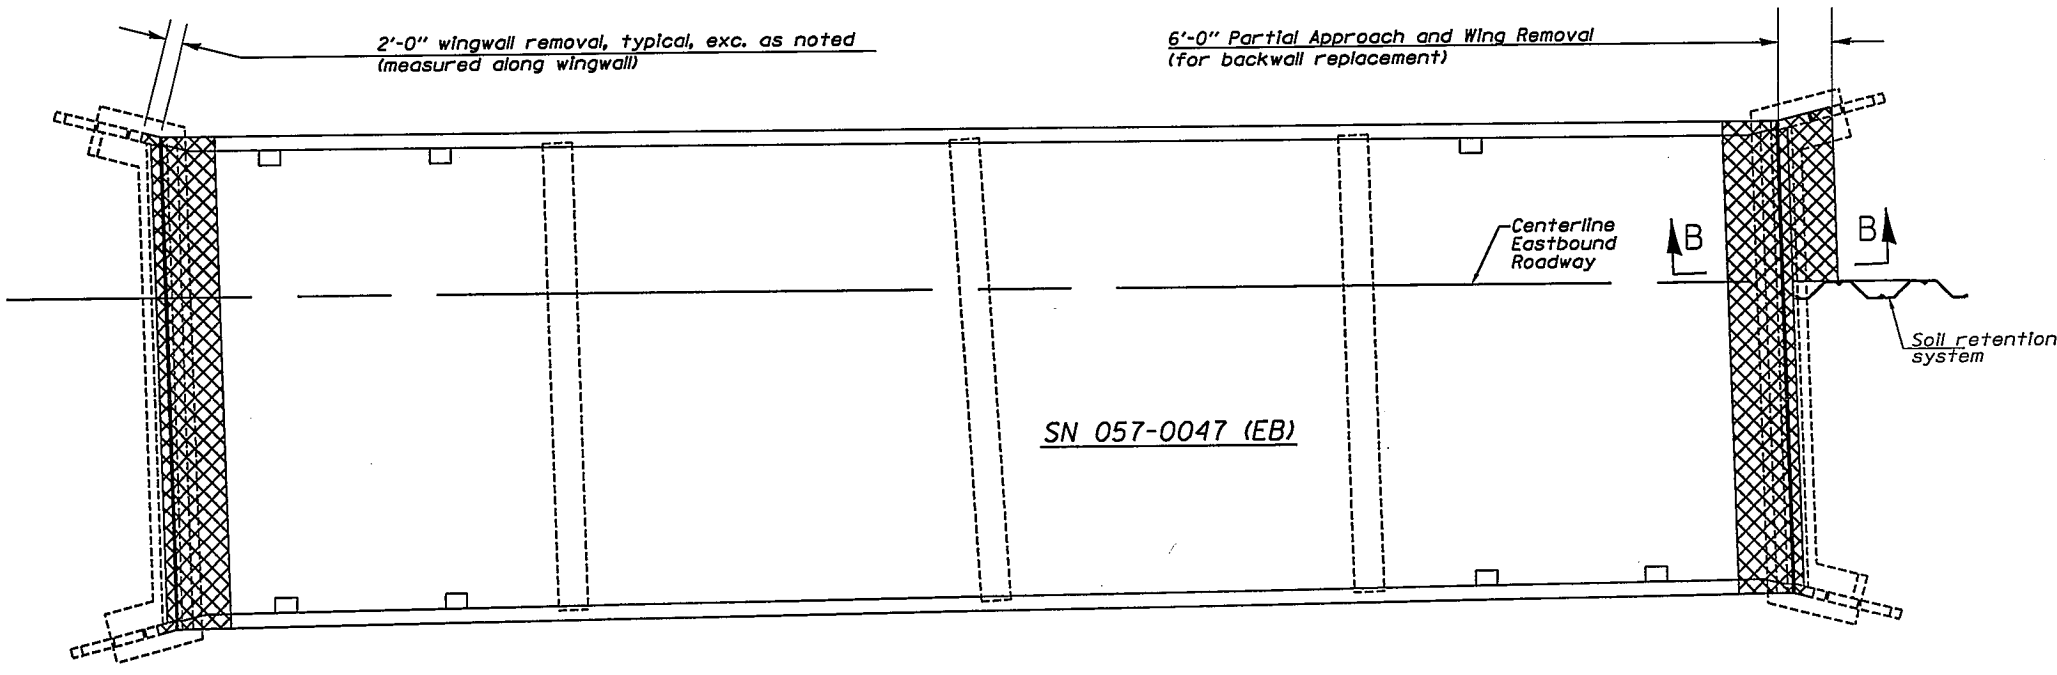 2'-0" wingwall removal, typical, exc. as noted
(measured along wingwall)
6'-0" Partial Approach and Wing Removal
(for backwall replacement)
Centerline
Eastbound
Roadway
B
B
Soil retention
system
SN 057-0047 (EB)